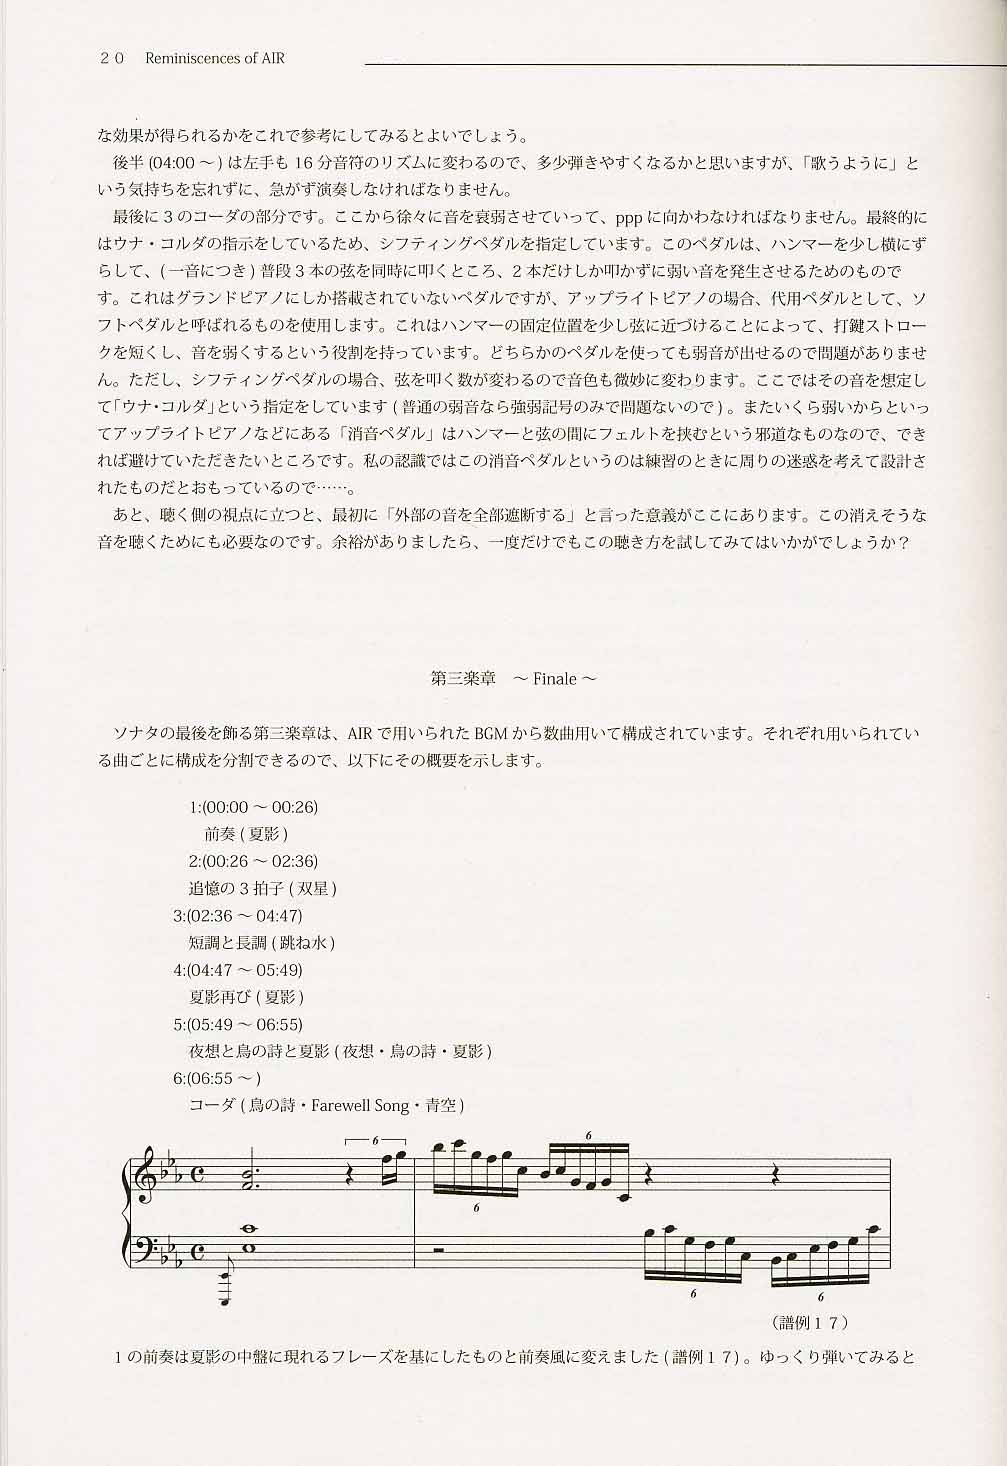 ２０ Reminiscences of AIR
な効果が得られるかをこれで参考にしてみるとよいでしょう。
後半 (04:00 ～ ) は左手も 16 分音符のリズムに変わるので、多少弾きやすくなるかと思いますが、「歌うように」と
いう気持ちを忘れずに、急がず演奏しなければなりません。
最後に 3 のコーダの部分です。ここから徐々に音を衰弱させていって、ppp に向かわなければなりません。最終的に
はウナ・コルダの指示をしているため、シフティングペダルを指定しています。このペダルは、ハンマーを少し横にず
らして、( 一音につき ) 普段 3 本の弦を同時に叩くところ、2 本だけしか叩かずに弱い音を発生させるためのもので
す。これはグランドピアノにしか搭載されていないペダルですが、アップライトピアノの場合、代用ペダルとして、ソ
フトペダルと呼ばれるものを使用します。これはハンマーの固定位置を少し弦に近づけることによって、打鍵ストロー
クを短くし、音を弱くするという役割を持っています。どちらかのペダルを使っても弱音が出せるので問題がありませ
ん。ただし、シフティングペダルの場合、弦を叩く数が変わるので音色も微妙に変わります。ここではその音を想定し
て「ウナ・コルダ」という指定をしています ( 普通の弱音なら強弱記号のみで問題ないので ) 。またいくら弱いからといっ
てアップライトピアノなどにある「消音ペダル」はハンマーと弦の間にフェルトを挟むという邪道なものなので、でき
れば避けていただきたいところです。私の認識ではこの消音ペダルというのは練習のときに周りの迷惑を考えて設計さ
れたものだとおもっているので……。
あと、聴く側の視点に立つと、最初に「外部の音を全部遮断する」と言った意義がここにあります。この消えそうな
音を聴くためにも必要なのです。余裕がありましたら、一度だけでもこの聴き方を試してみてはいかがでしょうか？
第三楽章 ～ Finale ～
ソナタの最後を飾る第三楽章は、AIR で用いられた BGM から数曲用いて構成されています。それぞれ用いられてい
る曲ごとに構成を分割できるので、以下にその概要を示します。
1:(00:00 ～ 00:26)
前奏 ( 夏影 )
2:(00:26 ～ 02:36)
追憶の 3 拍子 ( 双星 )
3:(02:36 ～ 04:47)
短調と長調 ( 跳ね水 )
4:(04:47 ～ 05:49)
夏影再び ( 夏影 )
5:(05:49 ～ 06:55)
夜想と鳥の詩と夏影 ( 夜想・鳥の詩・夏影 )
6:(06:55 ～ )
コーダ ( 鳥の詩・Farewell Song・青空 )
6
6
6
6
6
（譜例１７）
1 の前奏は夏影の中盤に現れるフレーズを基にしたものと前奏風に変えました ( 譜例１７) 。ゆっくり弾いてみると